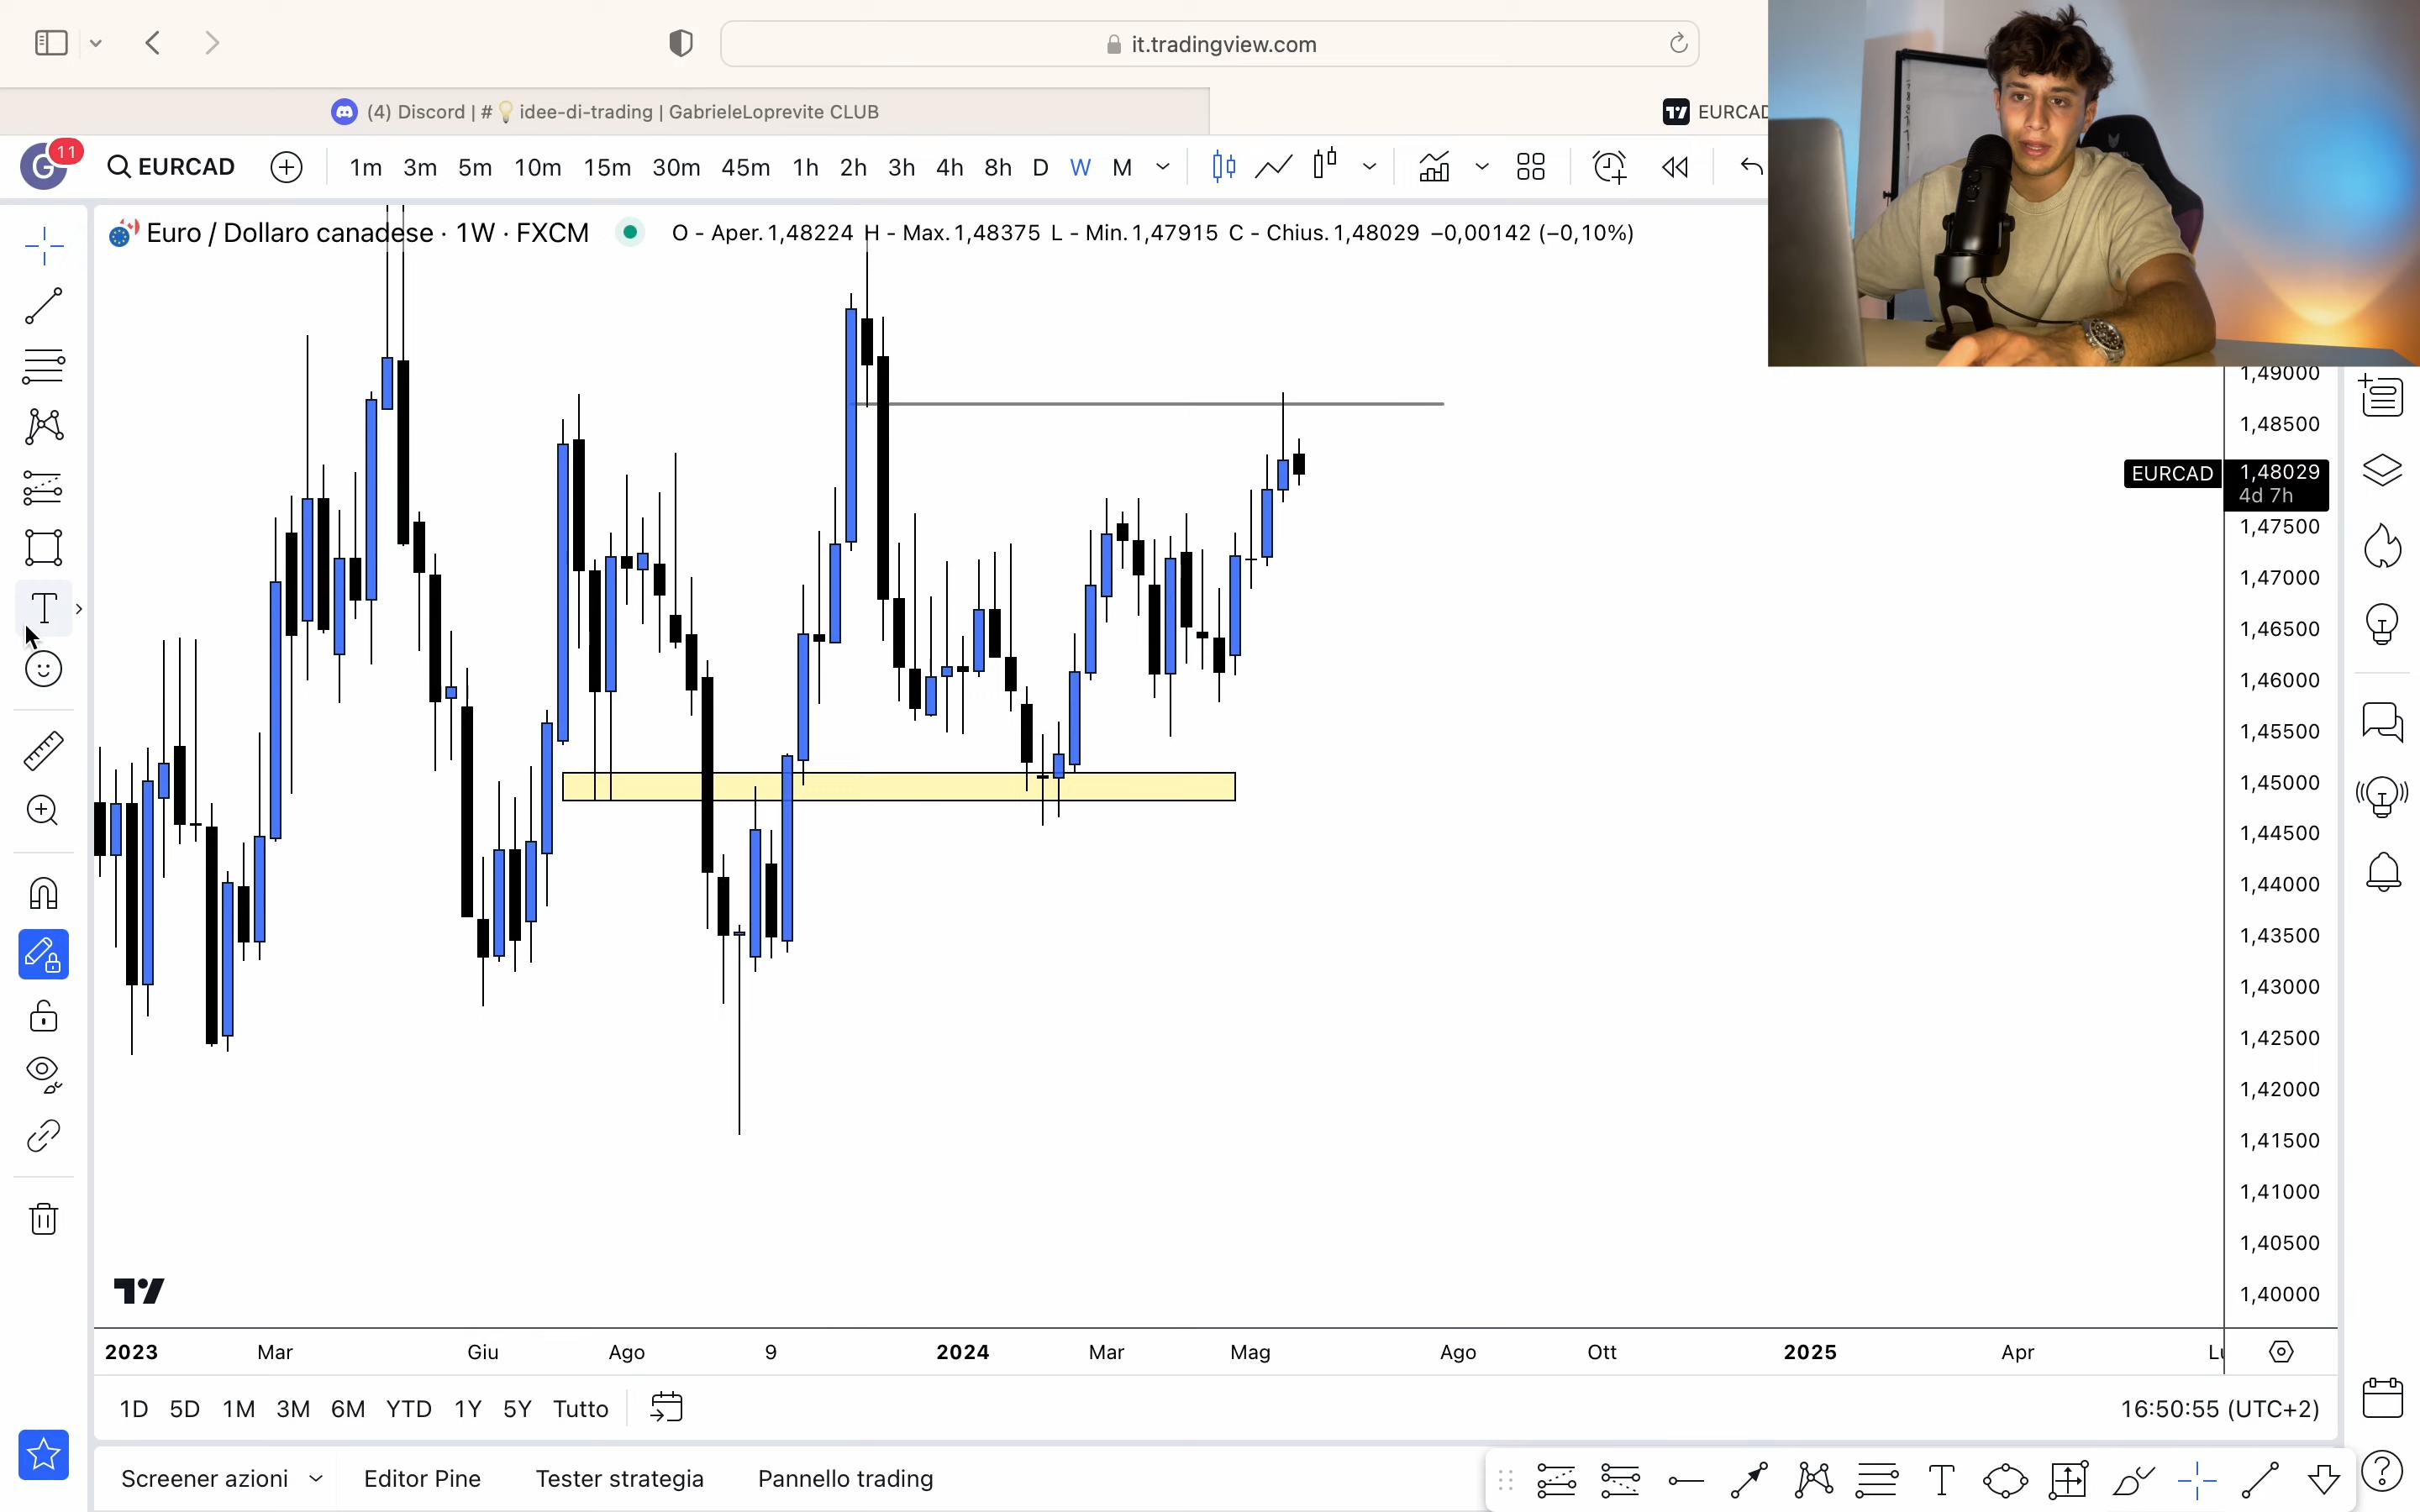 it.tradingview.com
(4) Discord | #💡idee-di-trading | GabrieleLoprevite CLUB
EURCAD
G 11 EURCAD 1m 3m 5m 10m 15m 30m 45m 1h 2h 3h 4h 8h D W M
Euro / Dollaro canadese · 1W · FXCM O - Aper. 1,48224 H - Max. 1,48375 L - Min. 1,47915 C - Chius. 1,48029 −0,00142 (−0,10%)
1,49000
1,48500
EURCAD 1,48029
4d 7h
1,47500
1,47000
1,46500
1,46000
1,45500
1,45000
1,44500
1,44000
1,43500
1,43000
1,42500
1,42000
1,41500
1,41000
1,40500
1,40000
2023 Mar Giu Ago 9 2024 Mar Mag Ago Ott 2025 Apr
1D 5D 1M 3M 6M YTD 1Y 5Y Tutto 16:50:55 (UTC+2)
Screener azioni Editor Pine Tester strategia Pannello trading